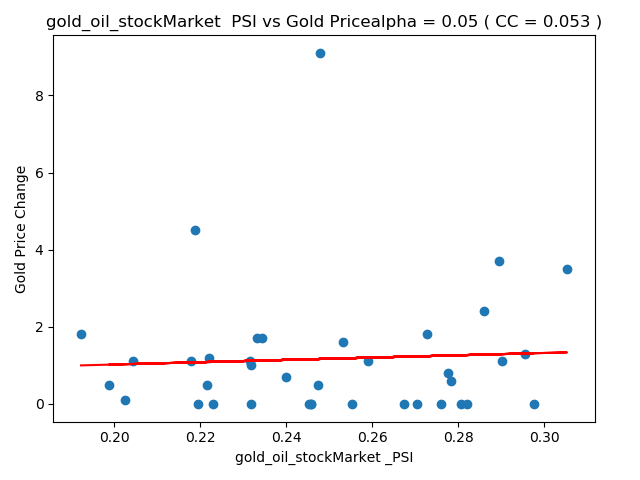 gold_oil_stockMarket  PSI vs Gold Pricealpha = 0.05 ( CC = 0.053 )
Gold Price Change
8
6
4
2
0
0.20 0.22 0.24 0.26 0.28 0.30
gold_oil_stockMarket _PSI